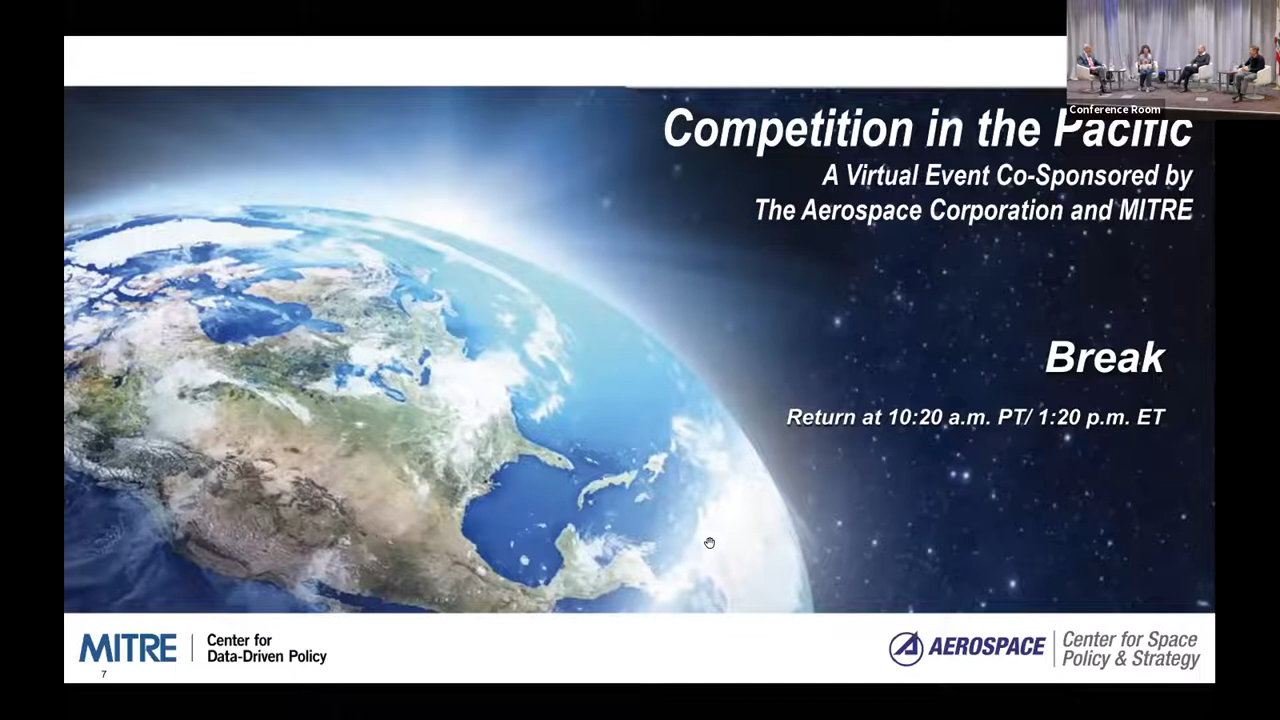 Conference Room
Competition in the Pacific
A Virtual Event Co-Sponsored by
The Aerospace Corporation and MITRE
Break
Return at 10:20 a.m. PT/ 1:20 p.m. ET
MITRE
Center for
Data-Driven Policy
7
AEROSPACE
Center for Space
Policy & Strategy